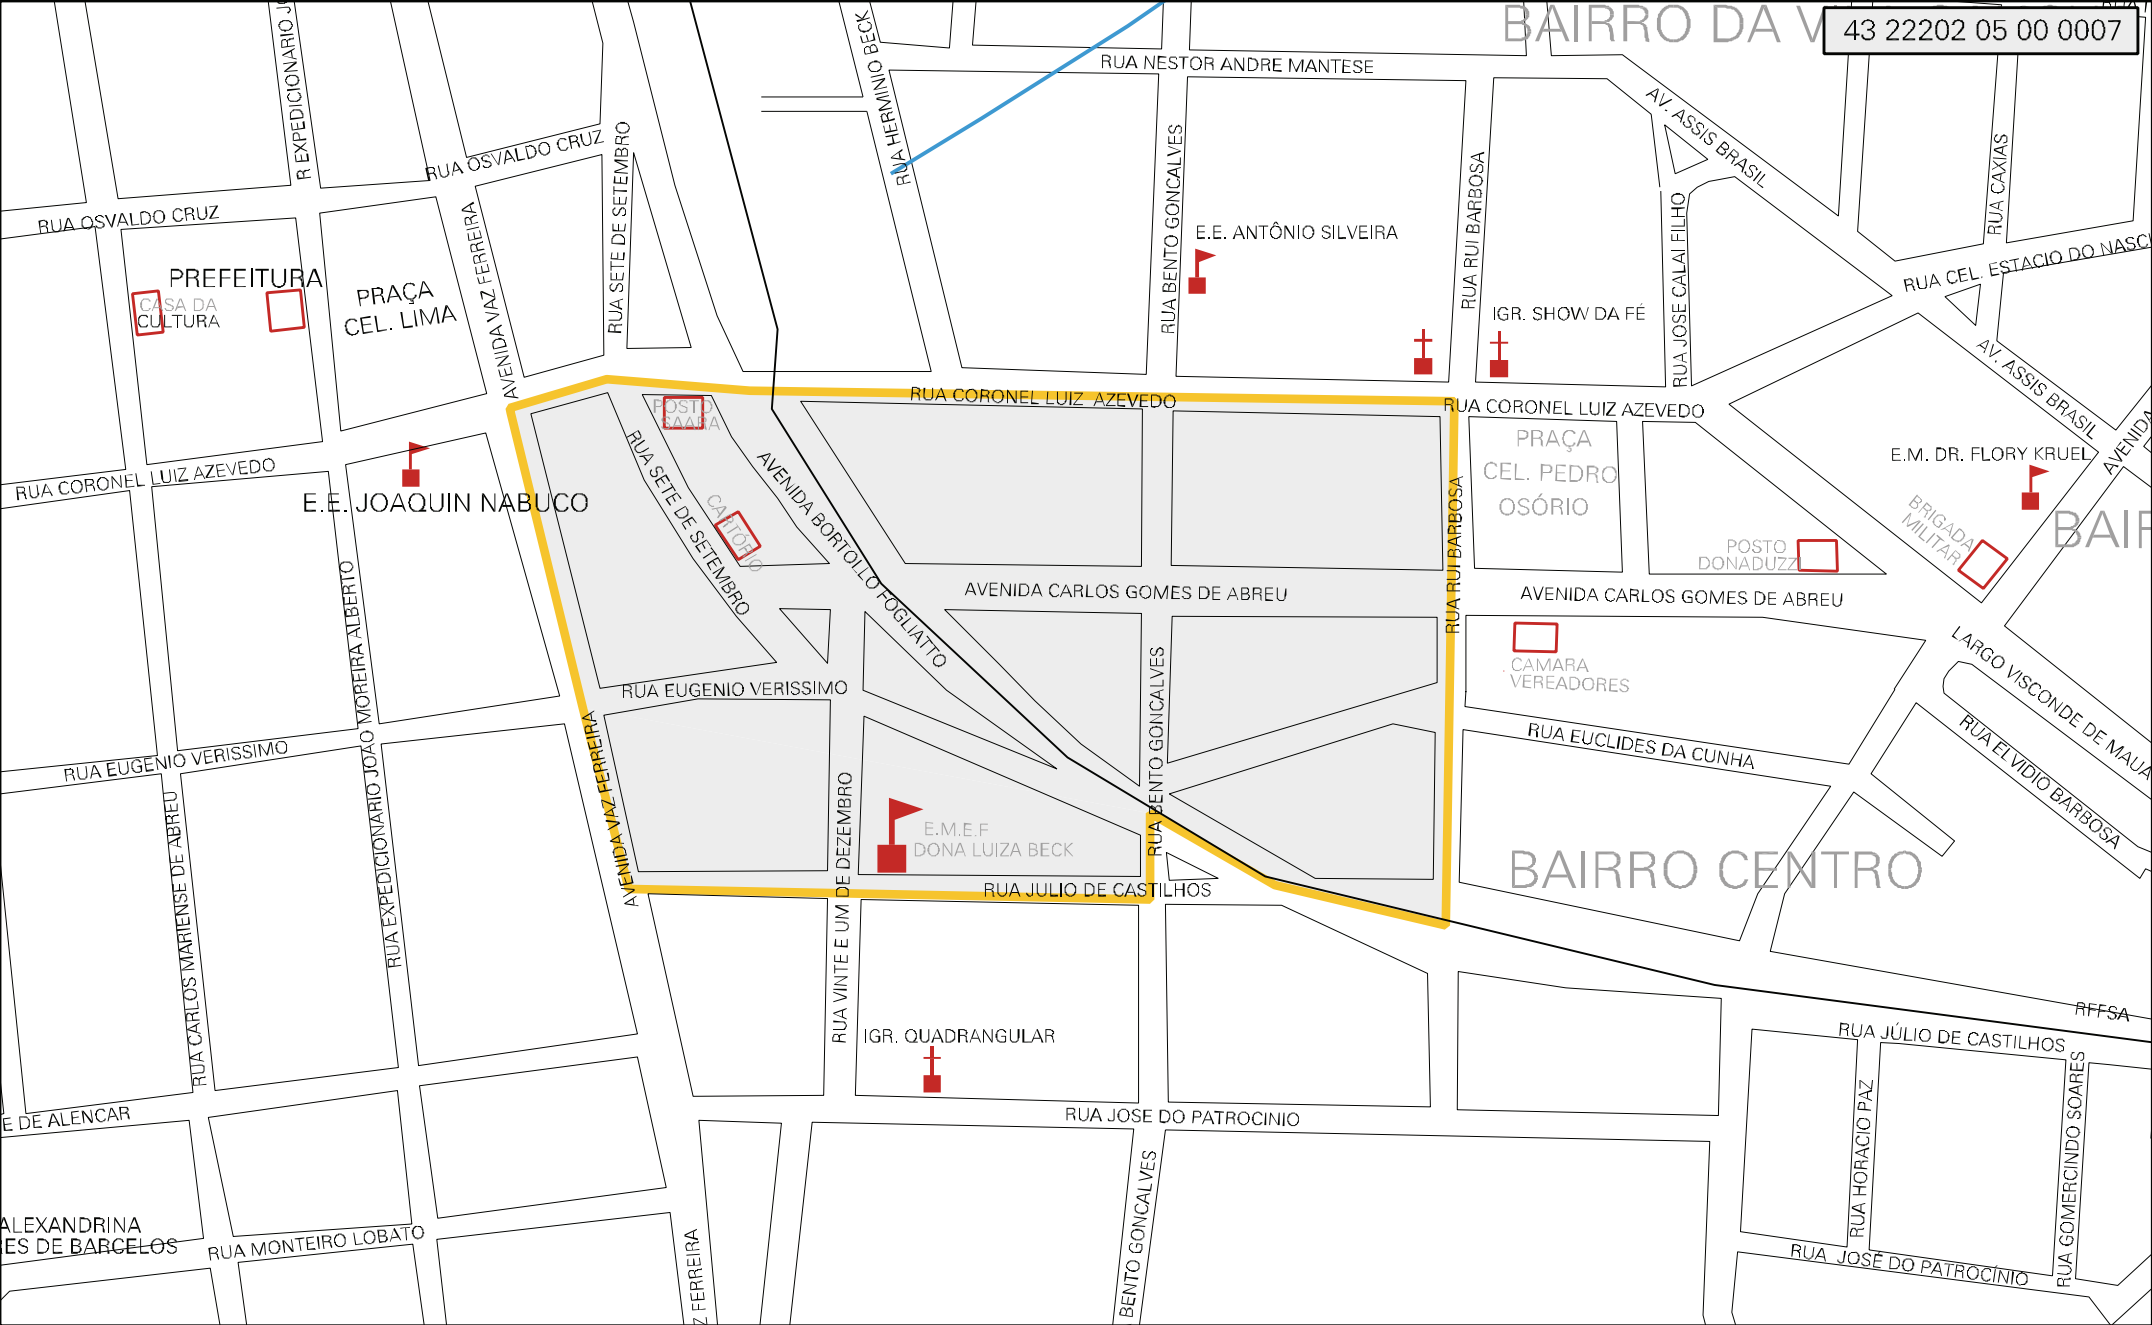 BAIRRO DA V
43 22202 05 00 0007
R EXPEDICIONARIO J
RUA HERMINIO BECK
RUA NESTOR ANDRE MANTESE
AV. ASSIS BRASIL
RUA OSVALDO CRUZ
RUA OSVALDO CRUZ
RUA SETE DE SETEMBRO
RUA BENTO GONCALVES
RUA RUI BARBOSA
RUA JOSE CALAI FILHO
RUA CAXIAS
RUA CEL. ESTACIO DO NASC
AVENIDA VAZ FERREIRA
E.E. ANTÔNIO SILVEIRA
PREFEITURA
CASA DA
CULTURA
PRAÇA
CEL. LIMA
IGR. SHOW DA FÉ
AV. ASSIS BRASIL
AVENIDA
RUA CORONEL LUIZ AZEVEDO
RUA CORONEL LUIZ AZEVEDO
RUA CORONEL LUIZ AZEVEDO
POSTO
SAARA
PRAÇA
CEL. PEDRO
OSÓRIO
E.M. DR. FLORY KRUEL
E.E. JOAQUIN NABUCO
RUA SETE DE SETEMBRO
CARTÓRIO
AVENIDA BORTOLLO FOGLIATTO
RUA RUI BARBOSA
BRIGADA
MILITAR
BAIR
POSTO
DONADUZZI
AVENIDA CARLOS GOMES DE ABREU
AVENIDA CARLOS GOMES DE ABREU
RUA EXPEDICIONARIO JOAO MOREIRA ALBERTO
CAMARA
VEREADORES
LARGO VISCONDE DE MAUA
RUA ELVIDIO BARBOSA
RUA EUGENIO VERISSIMO
RUA EUGENIO VERISSIMO
RUA EUCLIDES DA CUNHA
AVENIDA VAZ FERREIRA
RUA BENTO GONCALVES
RUA CARLOS MARIENSE DE ABREU
RUA VINTE E UM DE DEZEMBRO
E.M.E.F
DONA LUIZA BECK
BAIRRO CENTRO
RUA JULIO DE CASTILHOS
RFFSA
RUA JÚLIO DE CASTILHOS
IGR. QUADRANGULAR
RUA HORACIO PAZ
RUA GOMERCINDO SOARES
E DE ALENCAR
RUA JOSE DO PATROCINIO
ALEXANDRINA
RES DE BARCELOS
RUA MONTEIRO LOBATO
Z FERREIRA
BENTO GONCALVES
RUA JOSÉ DO PATROCÍNIO